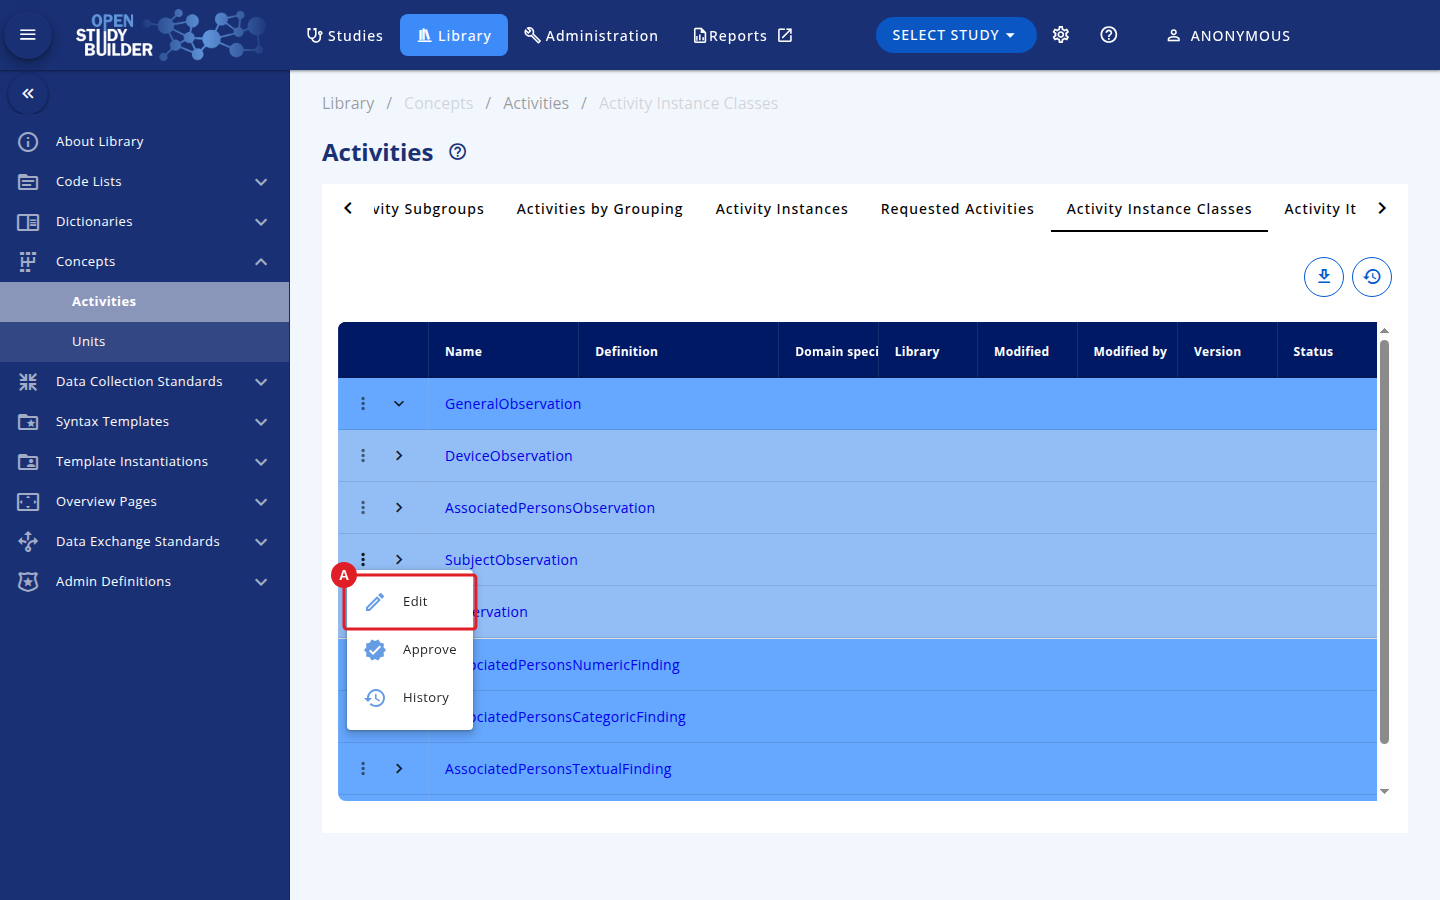 OPEN
STUDY
BUILDER
Studies
Library
Administration
Reports
SELECT STUDY
ANONYMOUS
About Library
Code Lists
Dictionaries
Concepts
Activities
Units
Data Collection Standards
Syntax Templates
Template Instantiations
Overview Pages
Data Exchange Standards
Admin Definitions
Library / Concepts / Activities / Activity Instance Classes
Activities
vity Subgroups Activities by Grouping Activity Instances Requested Activities Activity Instance Classes Activity It
Name Definition Domain speci Library Modified Modified by Version Status
GeneralObservation
DeviceObservation
AssociatedPersonsObservation
SubjectObservation
A
Edit
ervation
Approve
ociatedPersonsNumericFinding
History
ociatedPersonsCategoricFinding
AssociatedPersonsTextualFinding